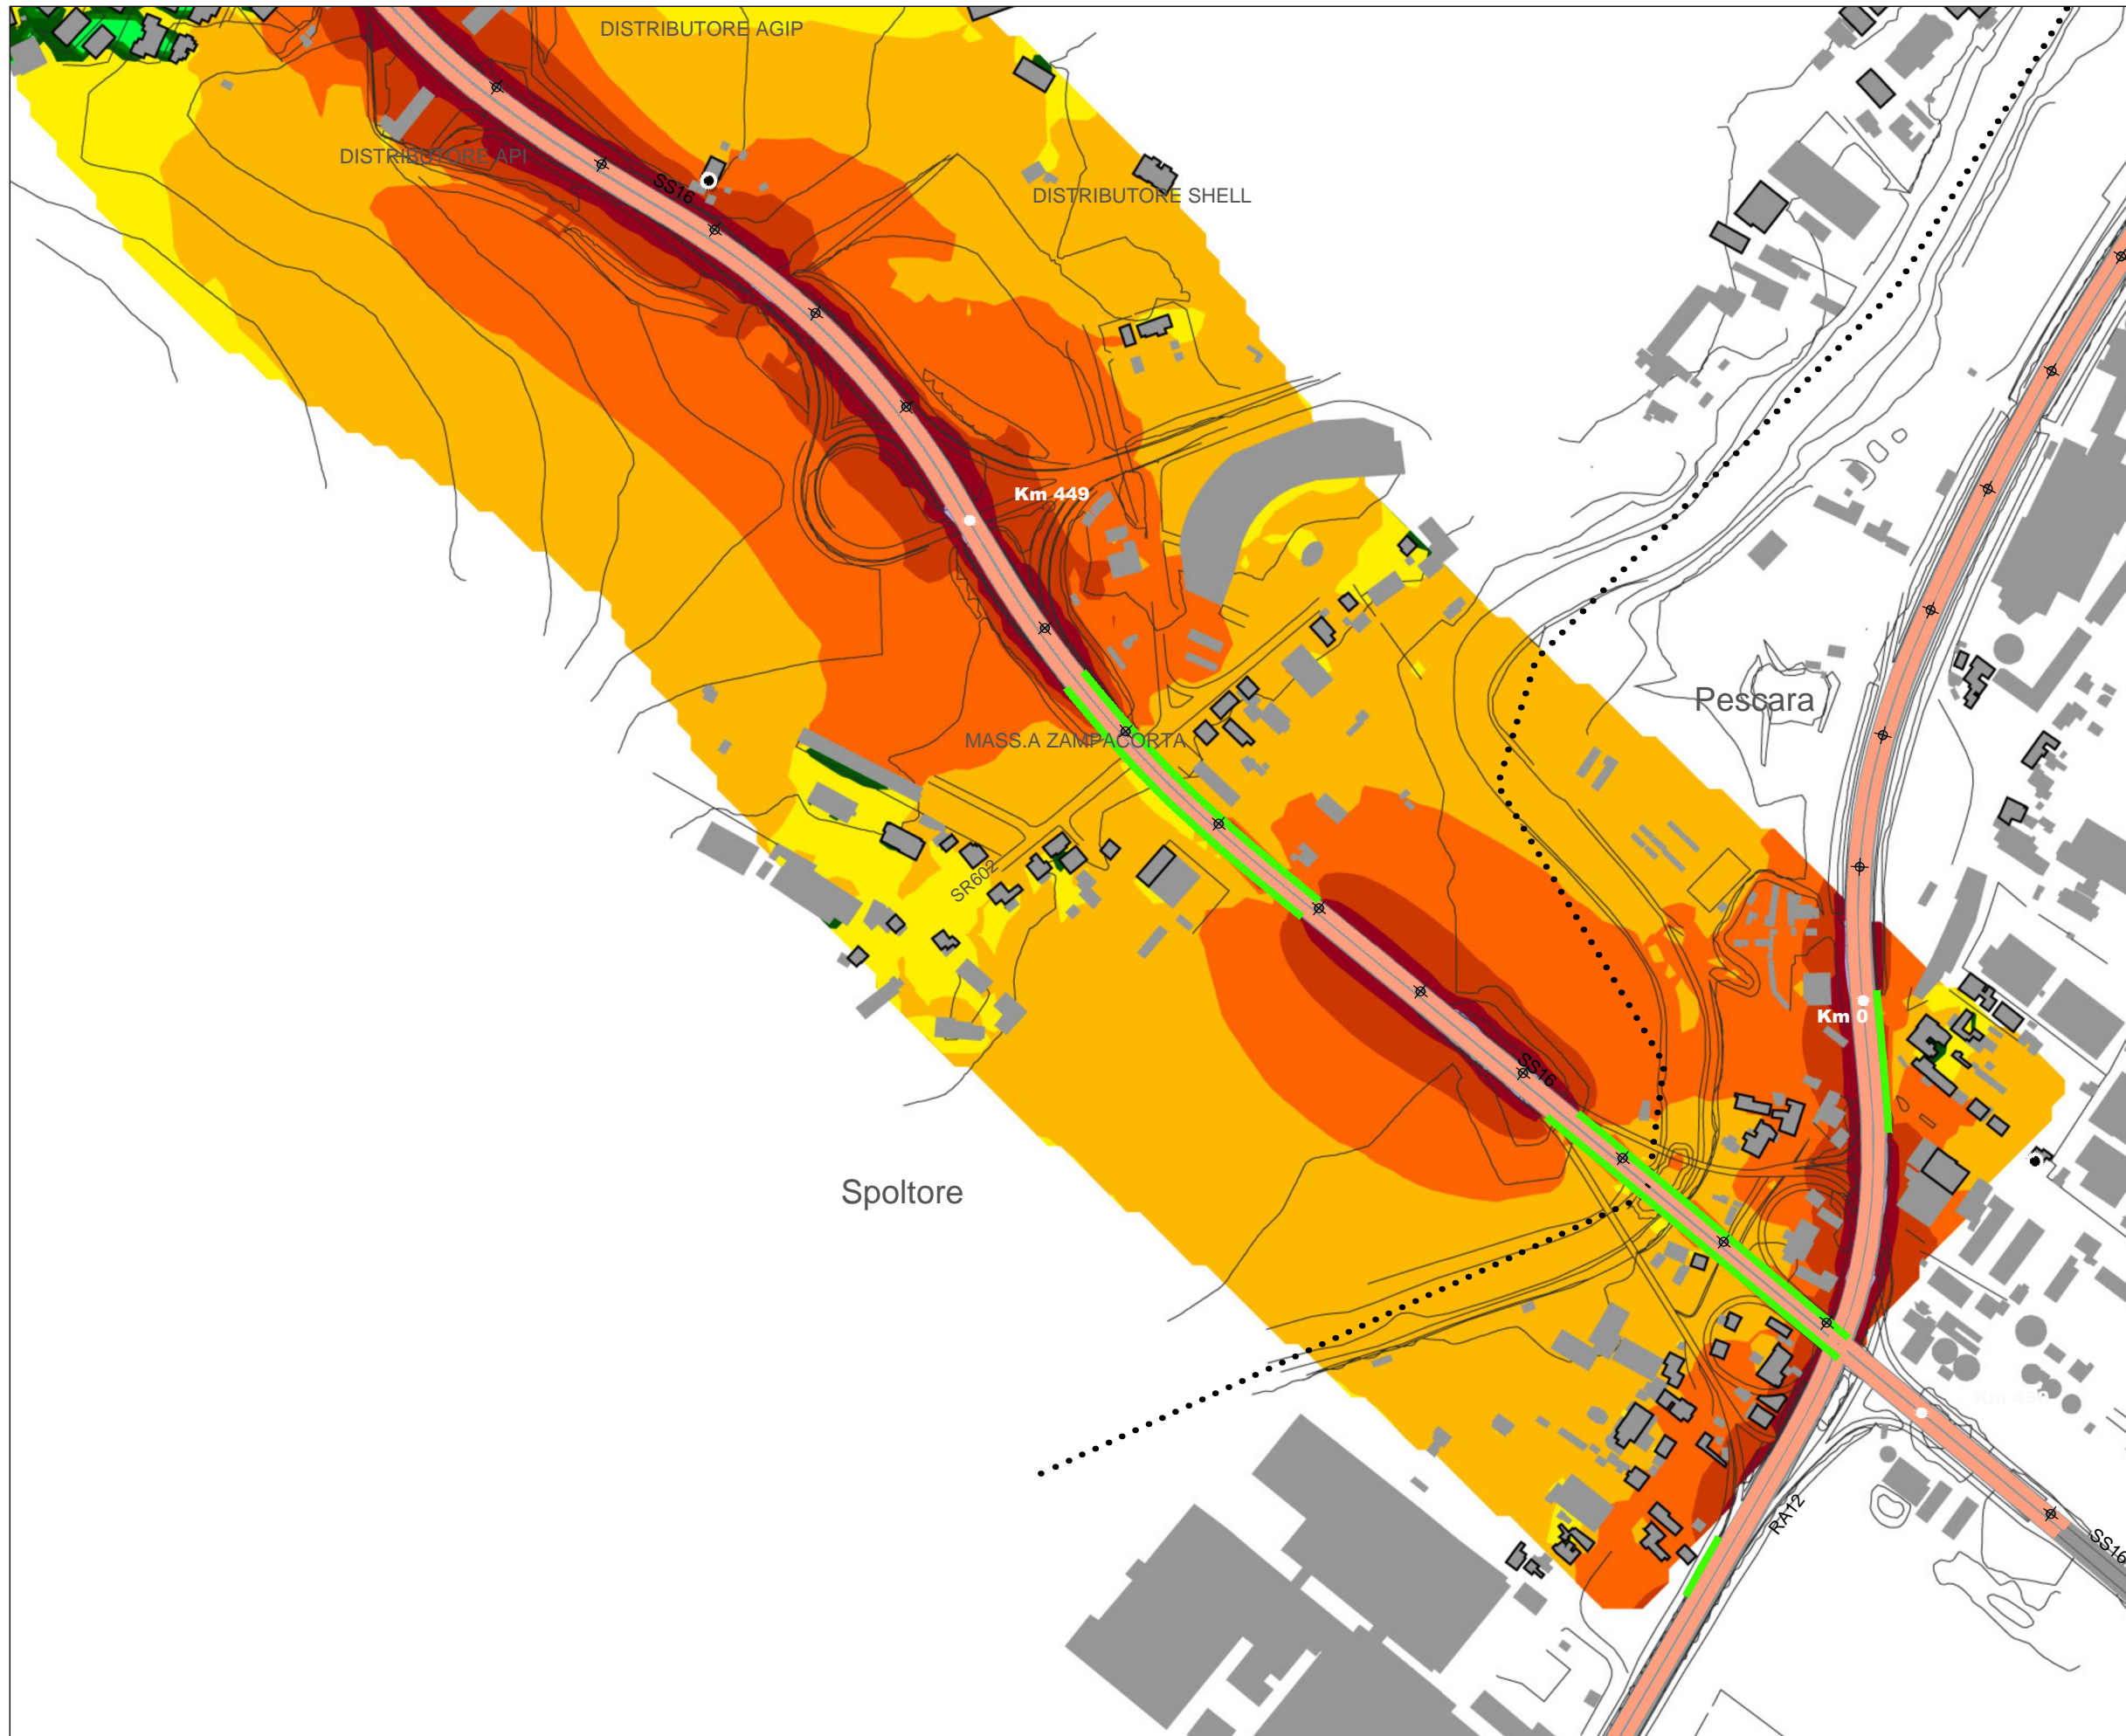 DISTRIBUTORE AGIP
DISTRIBUTORE API
SS16
DISTRIBUTORE SHELL
Km 449
Pescara
MASS.A ZAMPACORTA
SR602
Km 0
SS16
Spoltore
RA12
SS16